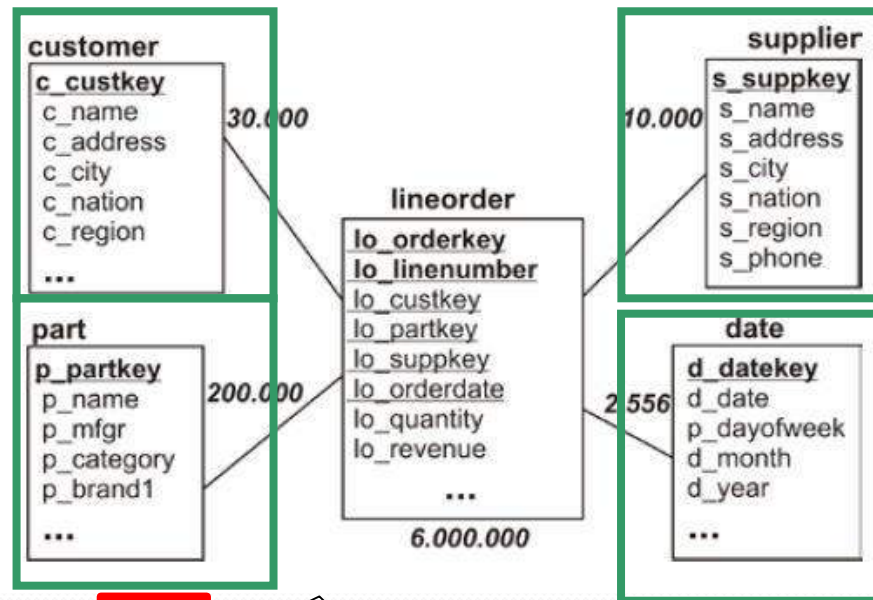 customer
c_custkey
c_name
c_address
c_city
c_nation
c_region
...
30.000
supplier
s_suppkey
s_name
s_address
s_city
s_nation
s_region
s_phone
10.000
lineorder
lo_orderkey
lo_linenumber
lo_custkey
lo_partkey
lo_suppkey
lo_orderdate
lo_quantity
lo_revenue
...
6.000.000
part
p_partkey
p_name
p_mfgr
p_category
p_brand1
...
200.000
date
d_datekey
d_date
p_dayofweek
d_month
d_year
...
2.556